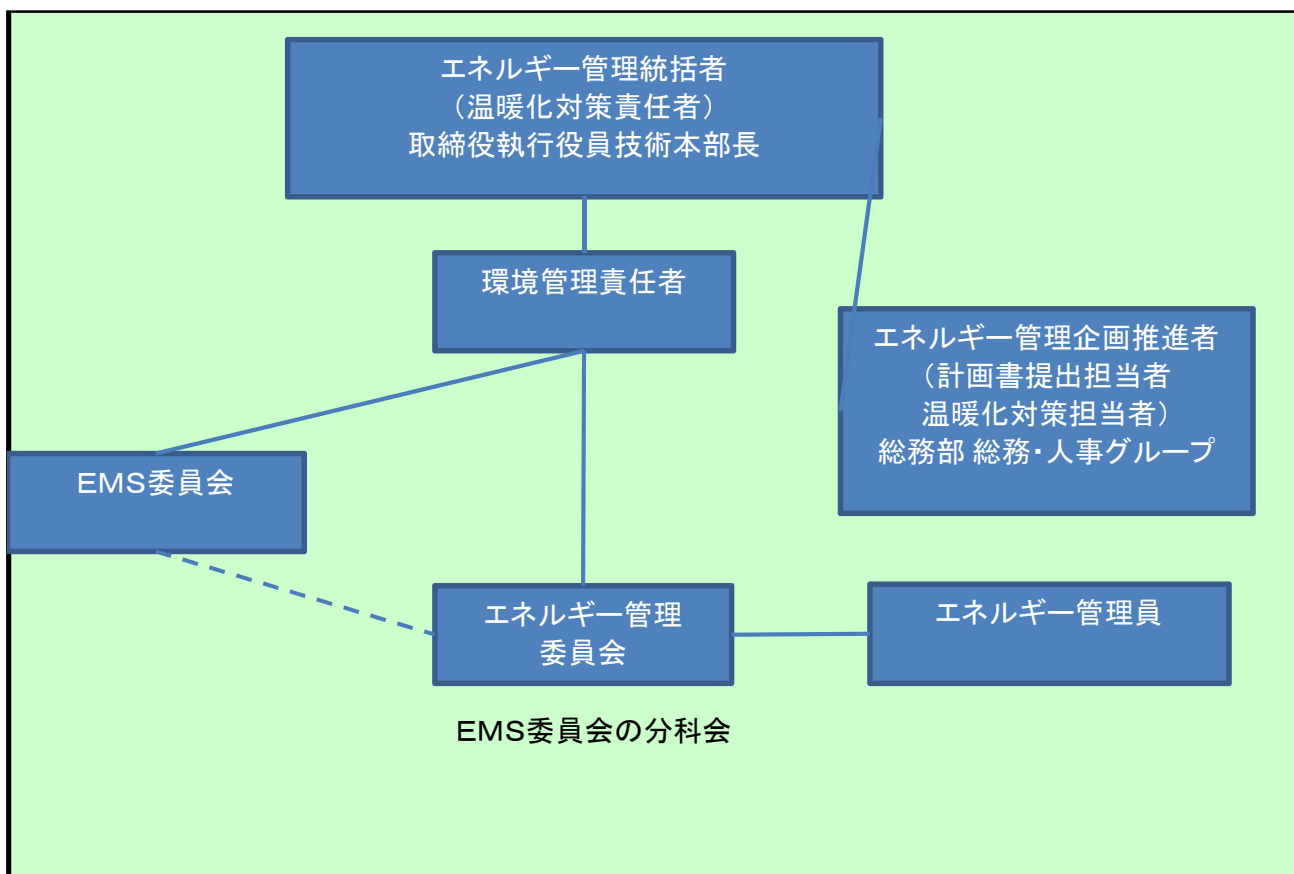 エネルギー管理統括者
（温暖化対策責任者）
取締役執行役員技術本部長
環境管理責任者
エネルギー管理企画推進者
（計画書提出担当者
温暖化対策担当者）
総務部 総務・人事グループ
EMS委員会
エネルギー管理
委員会
エネルギー管理員
EMS委員会の分科会